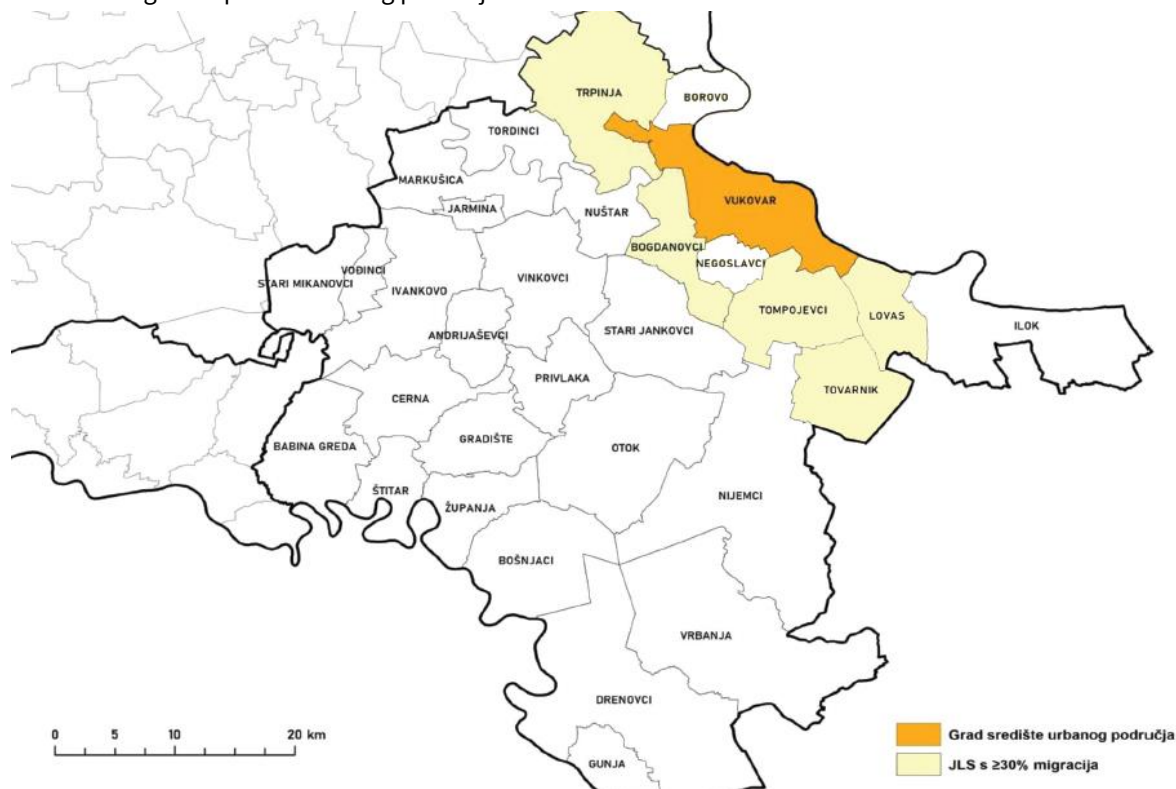 TRPINJA
BOROVO
TORDINCI
MARKUŠICA
VUKOVAR
JARMINA
NUŠTAR
BOGDANOVCI
NEGOSLAVCI
VOĐINCI
STARI MIKANOVCI
VINKOVCI
IVANKOVO
TOMPOJEVCI
LOVAS
ILOK
ANDRIJAŠEVCI
STARI JANKOVCI
PRIVLAKA
TOVARNIK
CERNA
GRADIŠTE
BABINA GREDA
OTOK
ŠTITAR
NIJEMCI
ŽUPANJA
BOŠNJACI
VRBANJA
DRENOVCI
GUNJA
0 5 10 20 km
Grad središte urbanog područja
JLS s ≥30% migracija